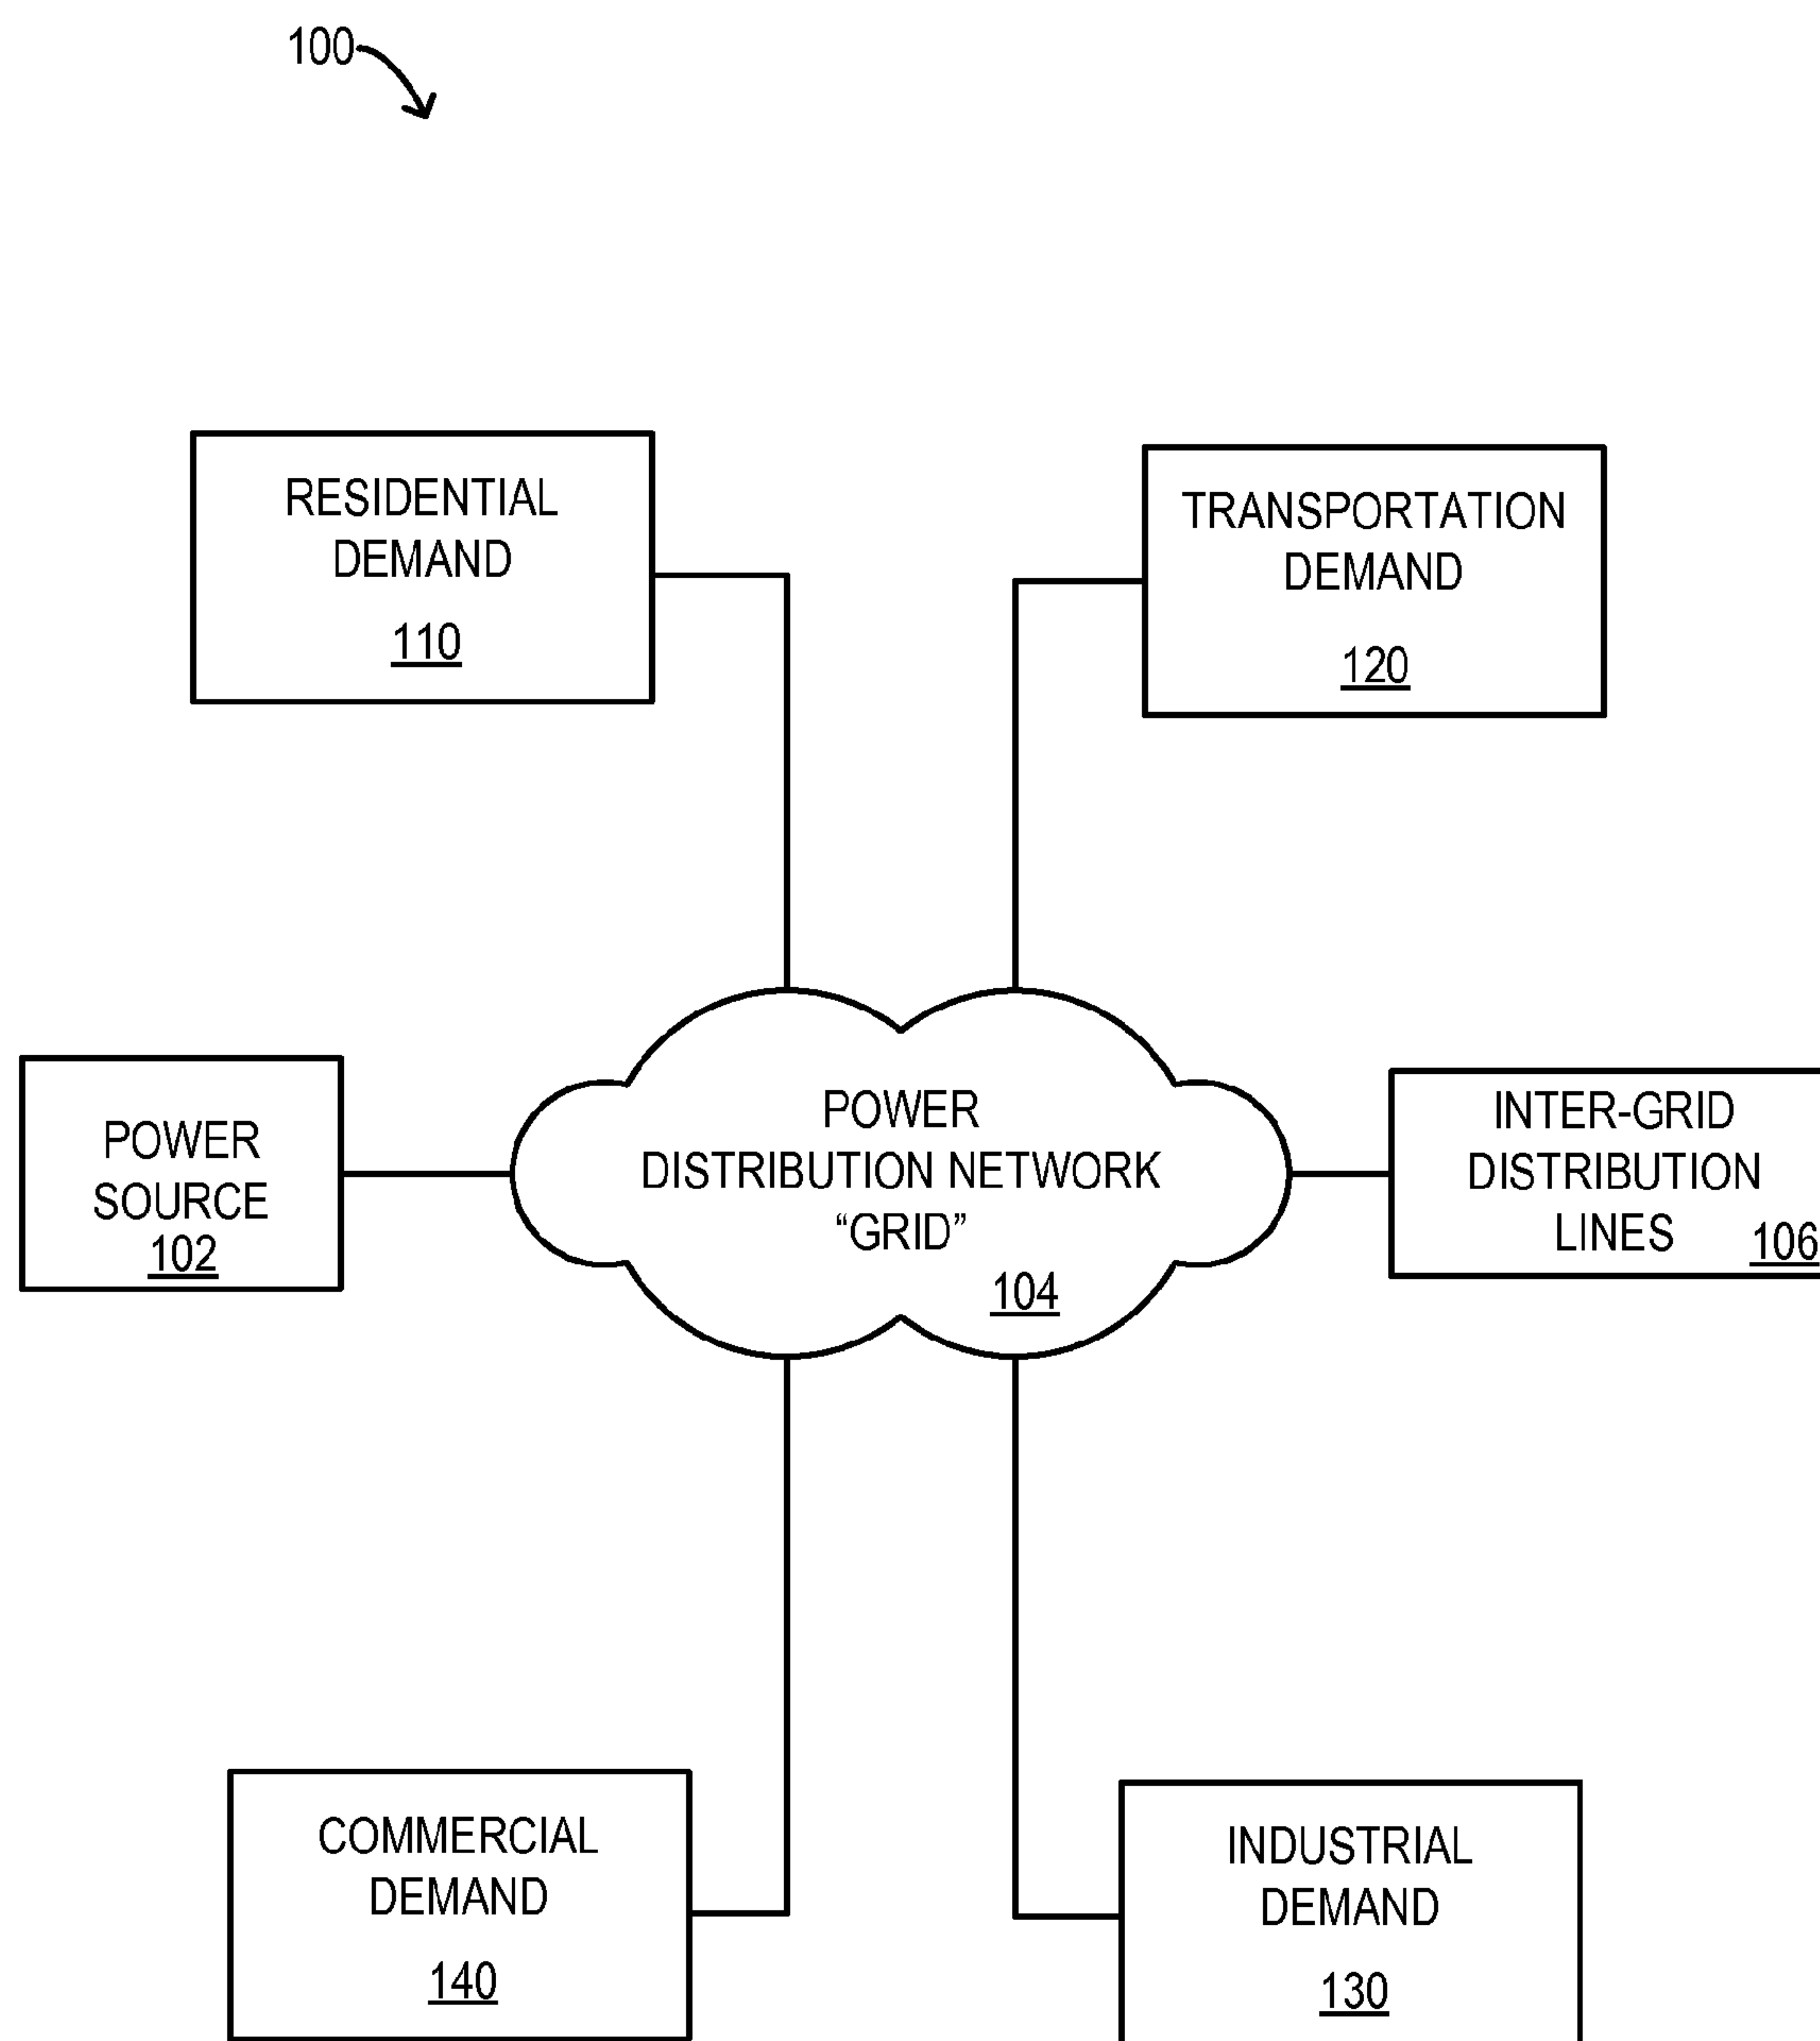 100
RESIDENTIAL
DEMAND
110
TRANSPORTATION
DEMAND
120
POWER
SOURCE
102
POWER
DISTRIBUTION NETWORK
“GRID”
104
INTER-GRID
DISTRIBUTION
LINES
106
COMMERCIAL
DEMAND
140
INDUSTRIAL
DEMAND
130